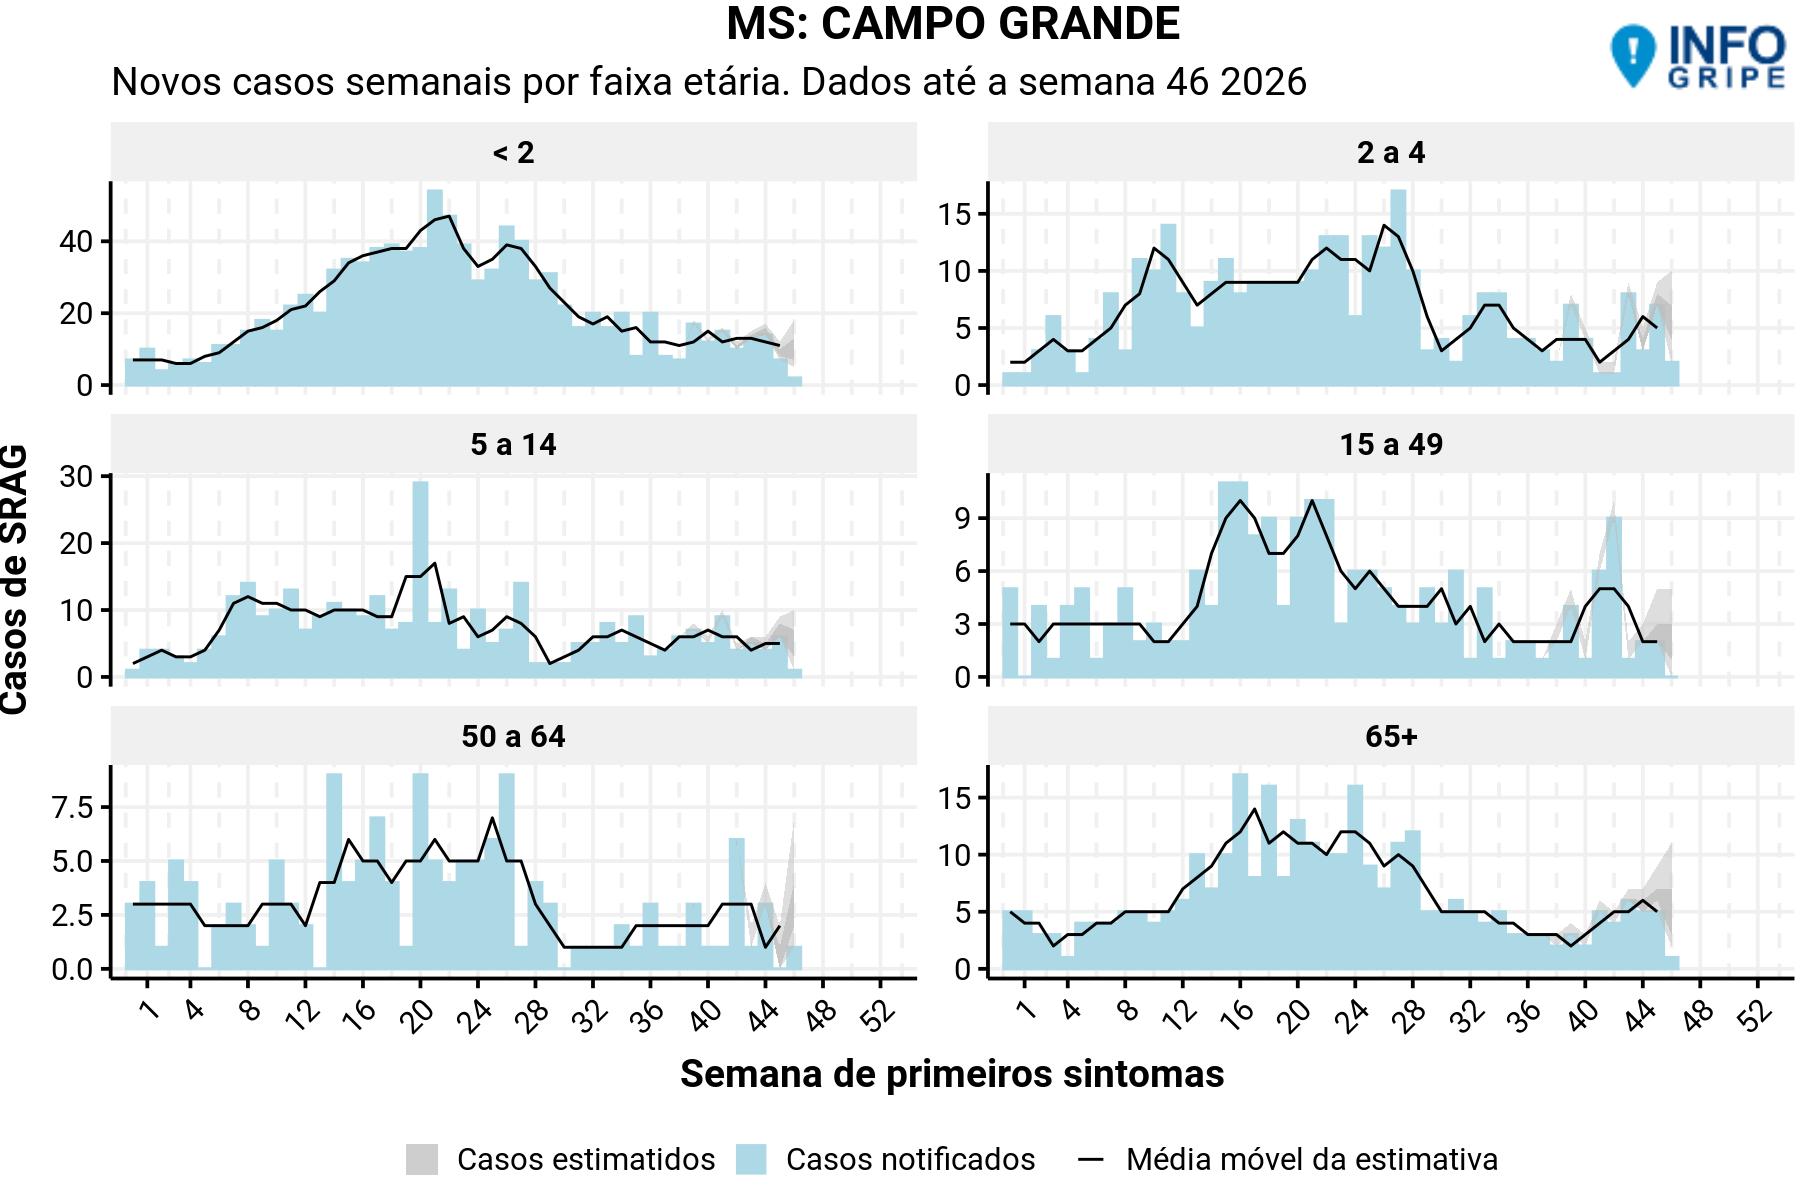 MS: CAMPO GRANDE
INFO
GRIPE
Novos casos semanais por faixa etária. Dados até a semana 46 2026
< 2
2 a 4
40
20
0
15
10
5
0
5 a 14
15 a 49
30
20
10
0
9
6
3
0
50 a 64
65+
7.5
5.0
2.5
0.0
15
10
5
0
Casos de SRAG
1 4 8 12 16 20 24 28 32 36 40 44 48 52
1 4 8 12 16 20 24 28 32 36 40 44 48 52
Semana de primeiros sintomas
Casos estimatidos
Casos notificados
Média móvel da estimativa